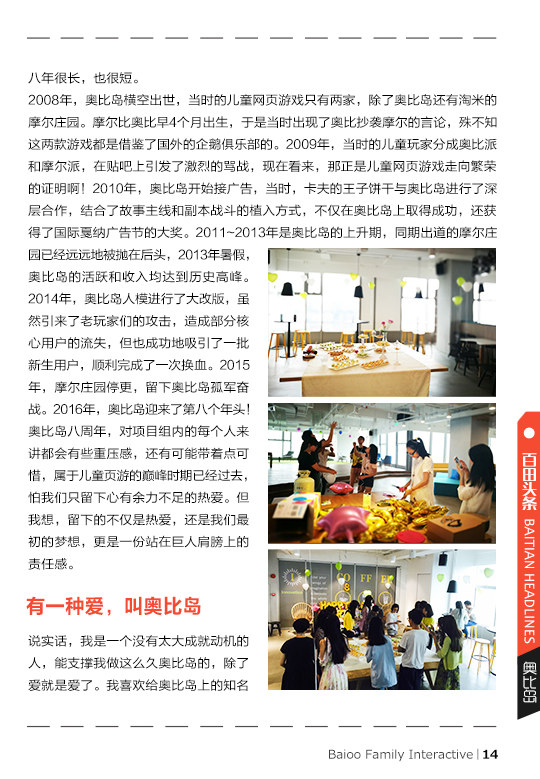 八年很长，也很短。
2008年，奥比岛横空出世，当时的儿童网页游戏只有两家，除了奥比岛还有淘米的
摩尔庄园。摩尔比奥比早4个月出生，于是当时出现了奥比抄袭摩尔的言论，殊不知
这两款游戏都是借鉴了国外的企鹅俱乐部的。2009年，当时的儿童玩家分成奥比派
和摩尔派，在贴吧上引发了激烈的骂战，现在看来，那正是儿童网页游戏走向繁荣
的证明啊！2010年，奥比岛开始接广告，当时，卡夫的王子饼干与奥比岛进行了深
层合作，结合了故事主线和副本战斗的植入方式，不仅在奥比岛上取得成功，还获
得了国际戛纳广告节的大奖。2011~2013年是奥比岛的上升期，同期出道的摩尔庄
园已经远远地被抛在后头，2013年暑假，
奥比岛的活跃和收入均达到历史高峰。
2014年，奥比岛人模进行了大改版，虽
然引来了老玩家们的攻击，造成部分核
心用户的流失，但也成功地吸引了一批
新生用户，顺利完成了一次换血。2015
年，摩尔庄园停更，留下奥比岛孤军奋
战。2016年，奥比岛迎来了第八个年头！
奥比岛八周年，对项目组内的每个人来
讲都会有些重压感，还有可能带着点可
惜，属于儿童页游的巅峰时期已经过去，
怕我们只留下心有余力不足的热爱。但
我想，留下的不仅是热爱，还是我们最
初的梦想，更是一份站在巨人肩膀上的
责任感。
有一种爱，叫奥比岛
说实话，我是一个没有太大成就动机的
人，能支撑我做这么久奥比岛的，除了
爱就是爱了。我喜欢给奥比岛上的知名
CO
FF
EE
百田头条 BAITIAN HEADLINES
Baioo Family Interactive | 14